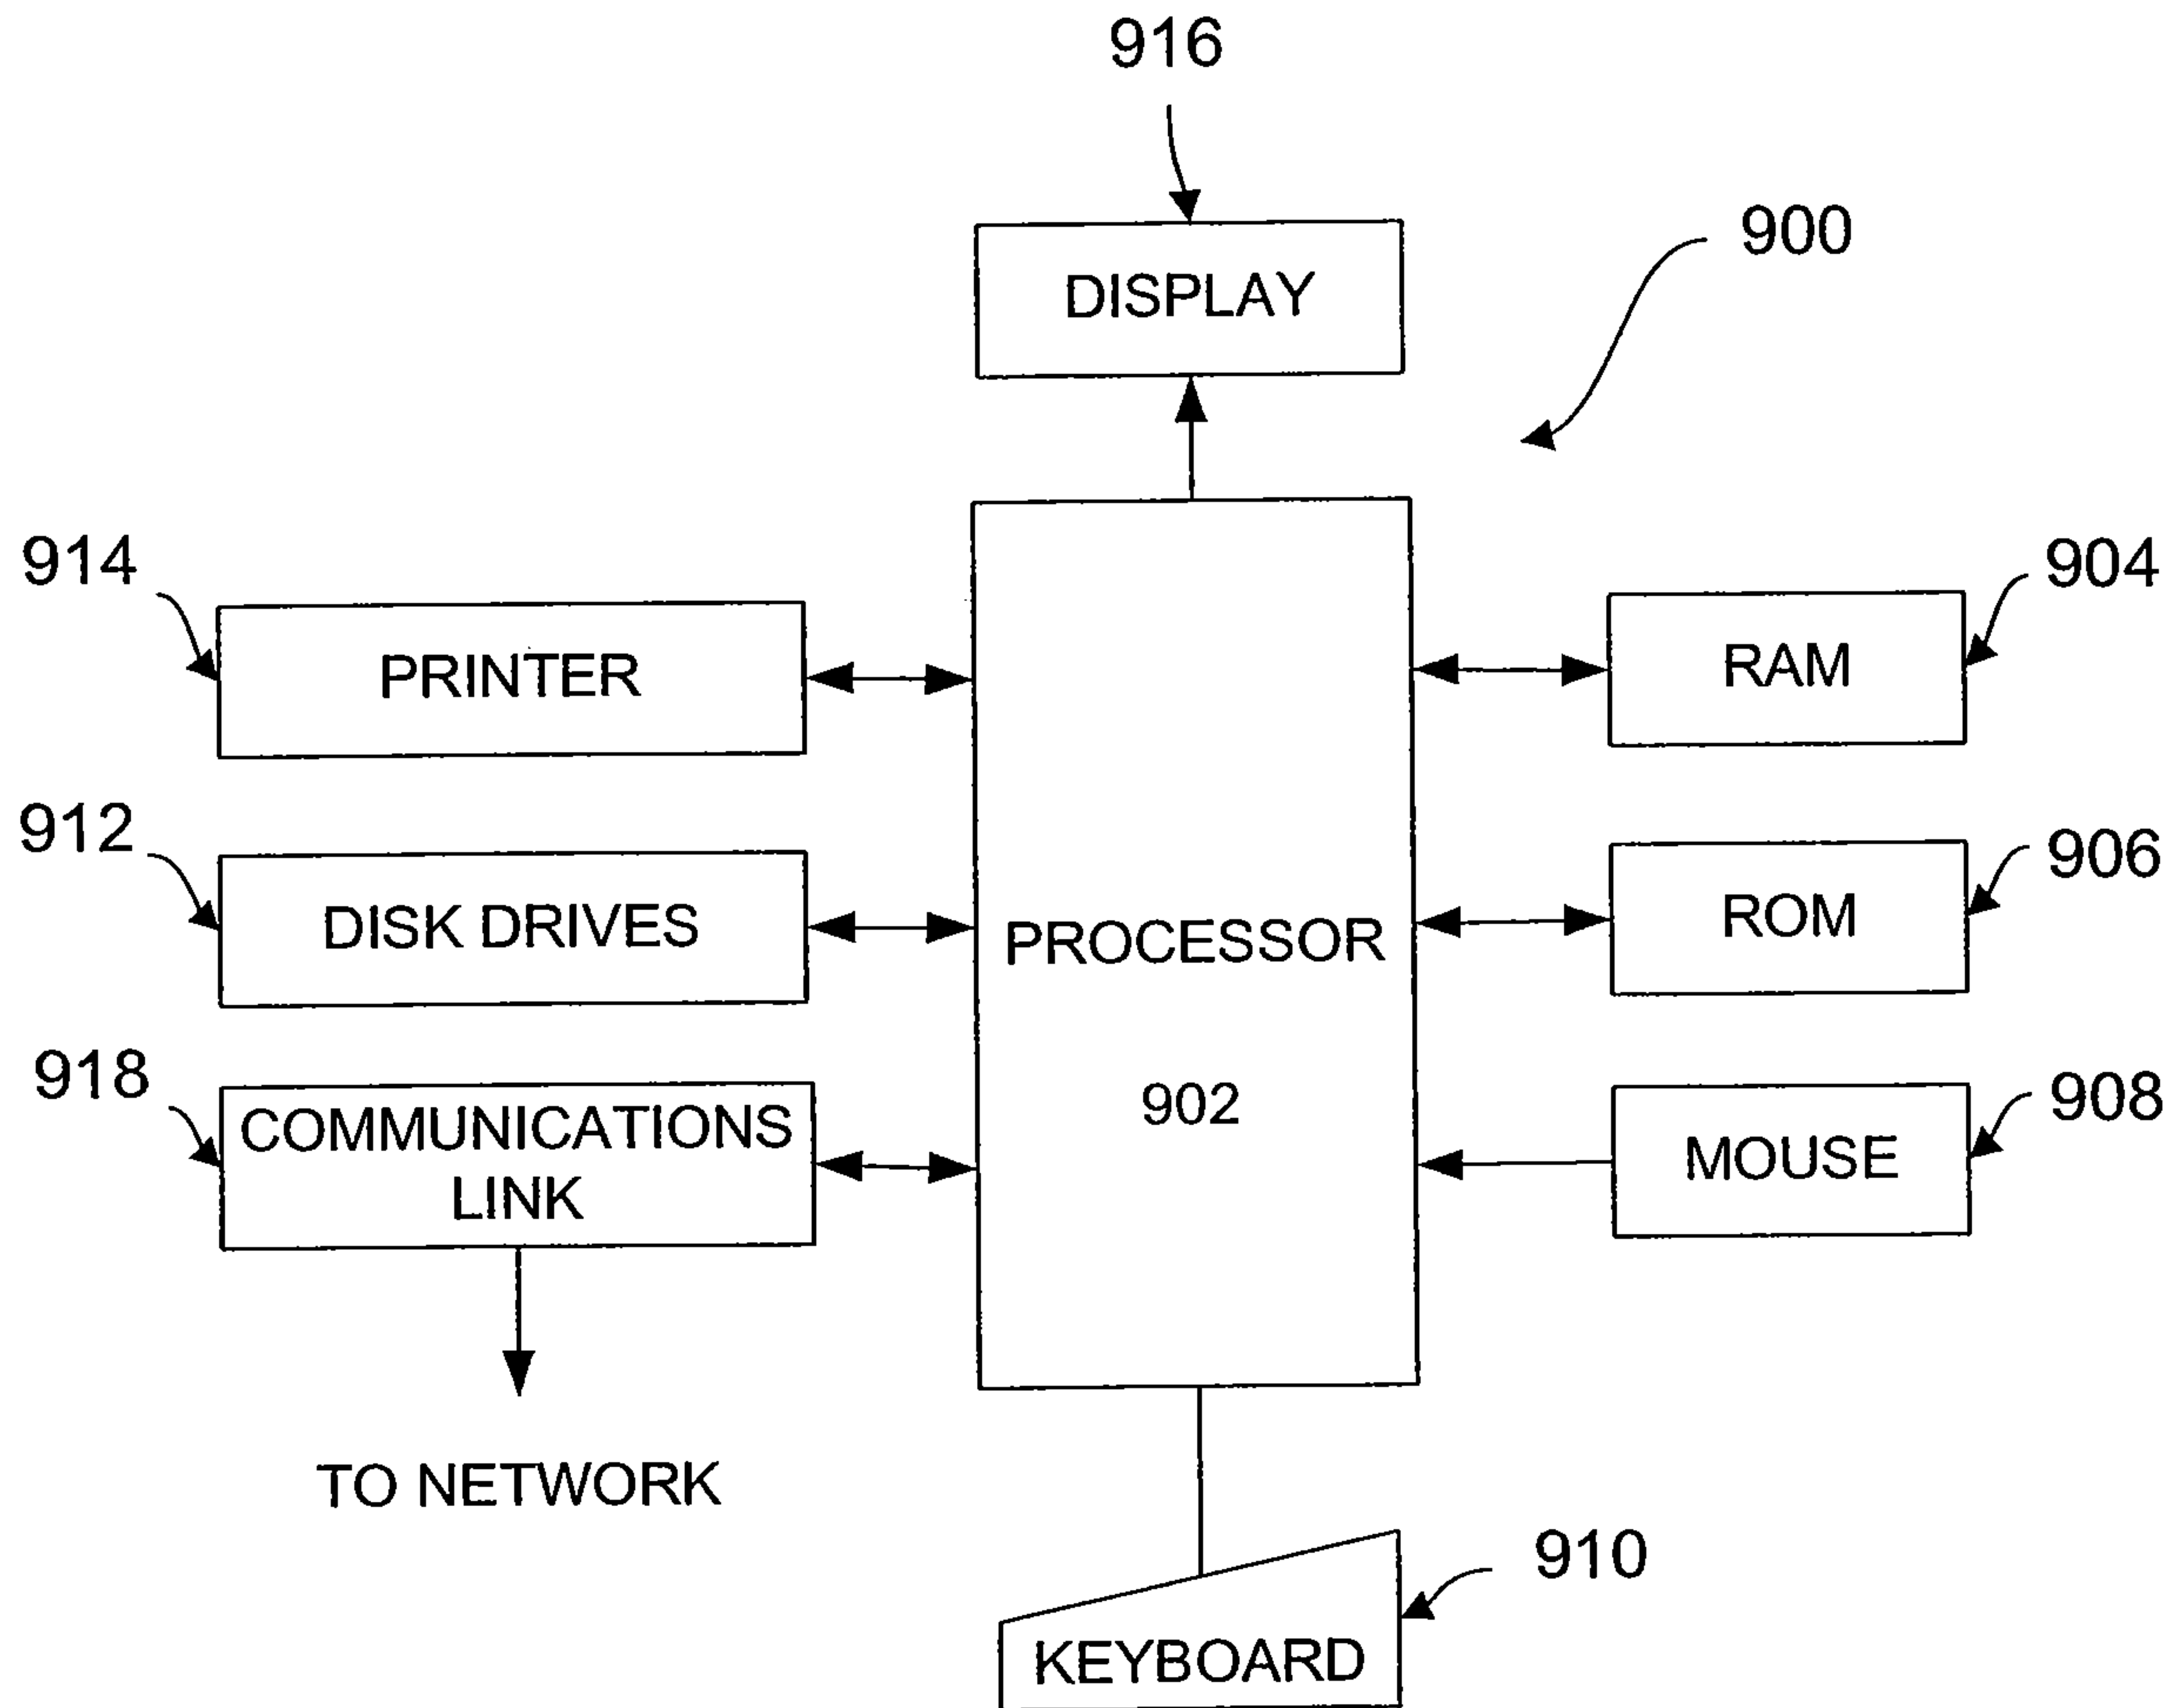 916
900
DISPLAY
914
904
PRINTER
RAM
912
906
DISK DRIVES
PROCESSOR
ROM
918
902
908
COMMUNICATIONS
LINK
MOUSE
TO NETWORK
910
KEYBOARD